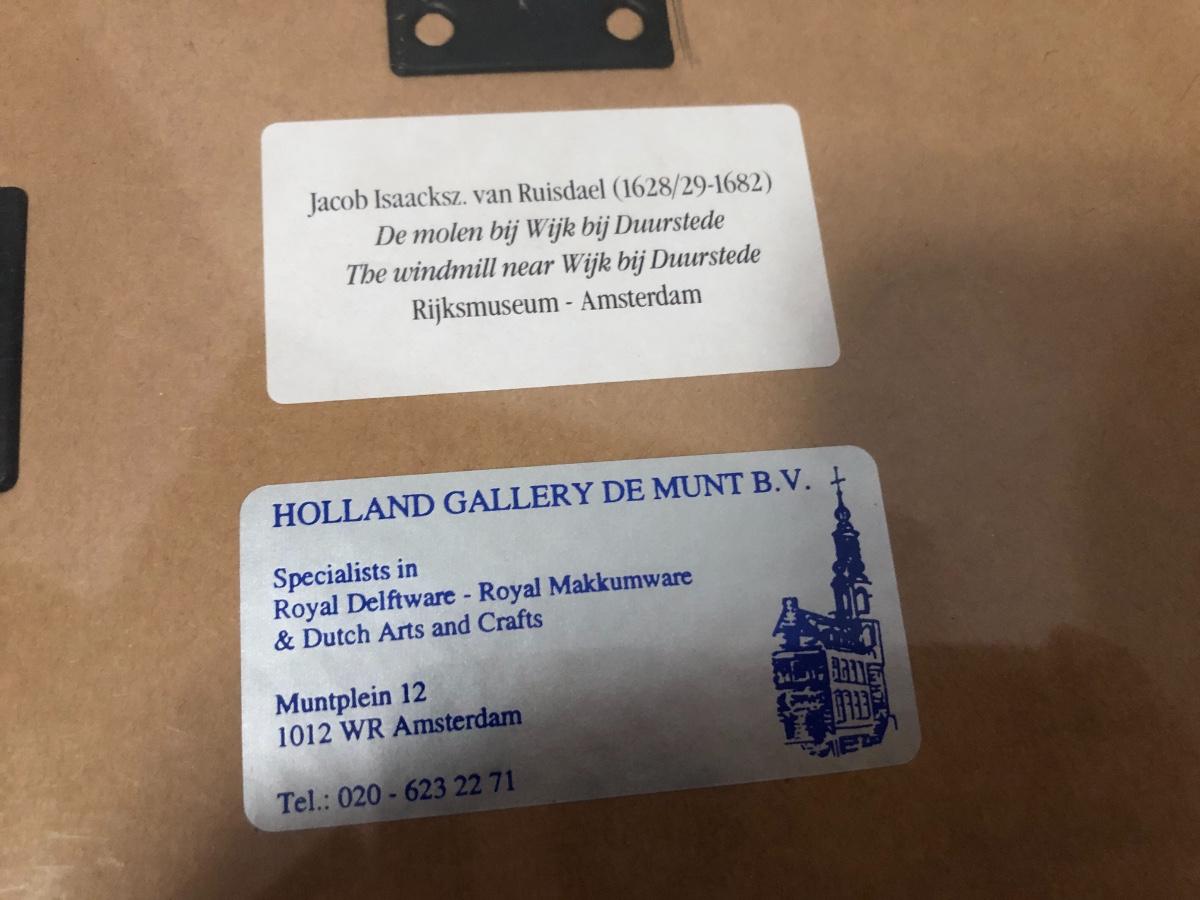 Jacob Isaacksz. van Ruisdael (1628/29-1682)
De molen bij Wijk bij Duurstede
The windmill near Wijk bij Duurstede
Rijksmuseum - Amsterdam
HOLLAND GALLERY DE MUNT B.V.
Specialists in
Royal Delftware - Royal Makkumware
& Dutch Arts and Crafts
Muntplein 12
1012 WR Amsterdam
Tel.: 020 - 623 22 71